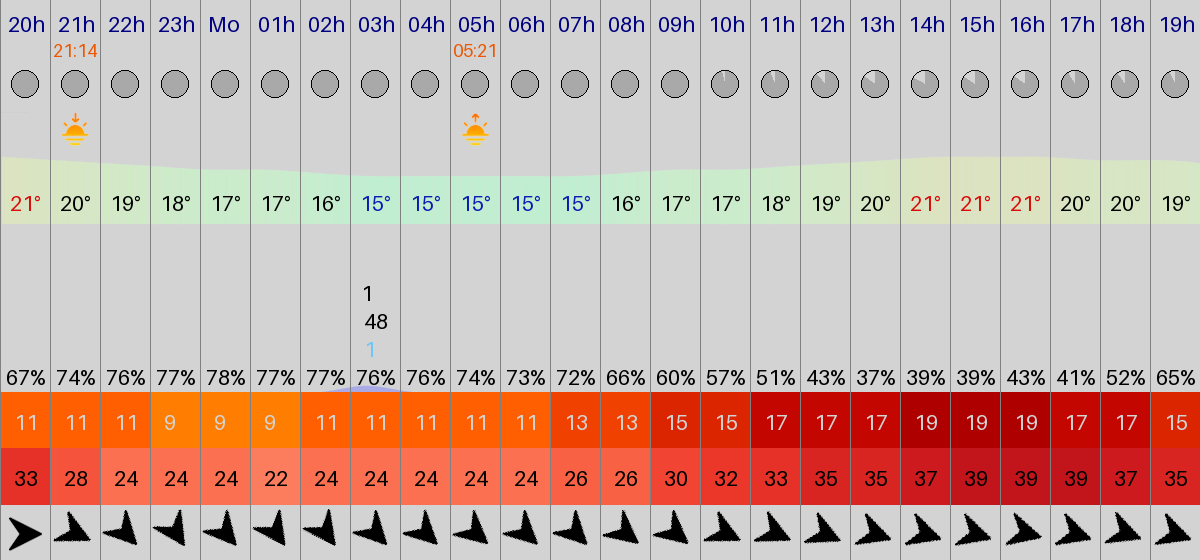 20h 21h 22h 23h Mo 01h 02h 03h 04h 05h 06h 07h 08h 09h 10h 11h 12h 13h 14h 15h 16h 17h 18h 19h
21:14 05:21
21° 20° 19° 18° 17° 17° 16° 15° 15° 15° 15° 15° 16° 17° 17° 18° 19° 20° 21° 21° 21° 20° 20° 19°
1
48
1
67% 74% 76% 77% 78% 77% 77% 76% 76% 74% 73% 72% 66% 60% 57% 51% 43% 37% 39% 39% 43% 41% 52% 65%
11 11 11 9 9 9 11 11 11 11 11 13 13 15 15 17 17 17 19 19 19 17 17 15
33 28 24 24 24 22 24 24 24 24 24 26 26 30 32 33 35 35 37 39 39 39 37 35